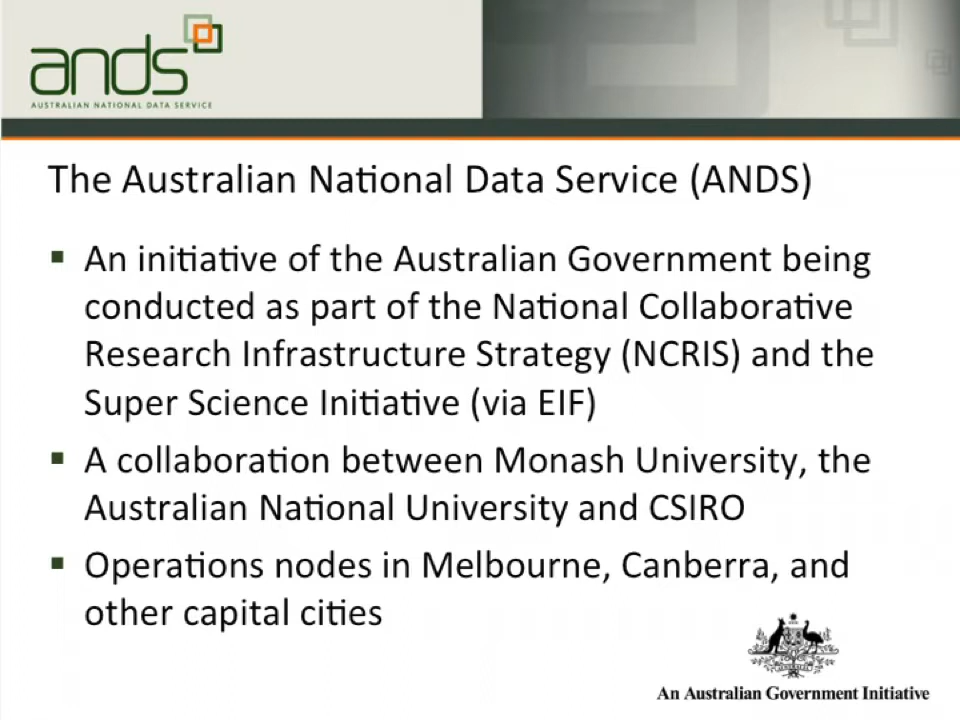 ands
AUSTRALIAN NATIONAL DATA SERVICE
The Australian National Data Service (ANDS)
▪ An initiative of the Australian Government being
conducted as part of the National Collaborative
Research Infrastructure Strategy (NCRIS) and the
Super Science Initiative (via EIF)
▪ A collaboration between Monash University, the
Australian National University and CSIRO
▪ Operations nodes in Melbourne, Canberra, and
other capital cities
An Australian Government Initiative